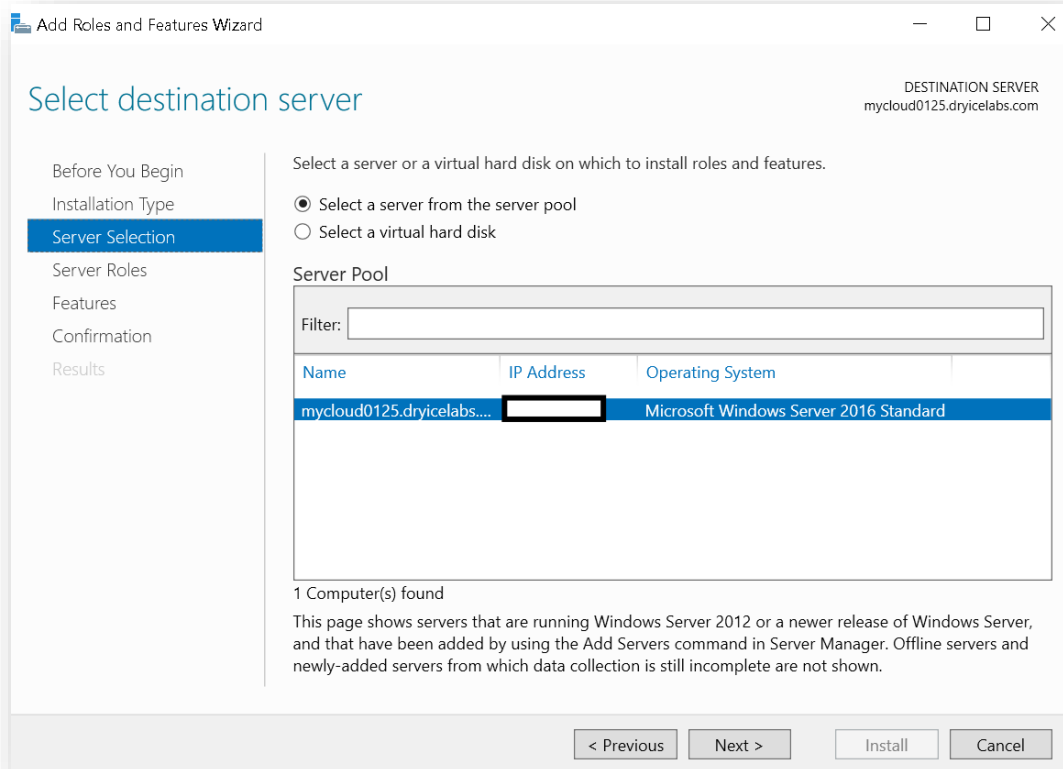 Add Roles and Features Wizard
Select destination server
DESTINATION SERVER
mycloud0125.dryicelabs.com
Before You Begin
Installation Type
Server Selection
Server Roles
Features
Confirmation
Results
Select a server or a virtual hard disk on which to install roles and features.
Select a server from the server pool
Select a virtual hard disk
Server Pool
Filter:
Name IP Address Operating System
mycloud0125.dryicelabs.... Microsoft Windows Server 2016 Standard
1 Computer(s) found
This page shows servers that are running Windows Server 2012 or a newer release of Windows Server,
and that have been added by using the Add Servers command in Server Manager. Offline servers and
newly-added servers from which data collection is still incomplete are not shown.
< Previous Next > Install Cancel